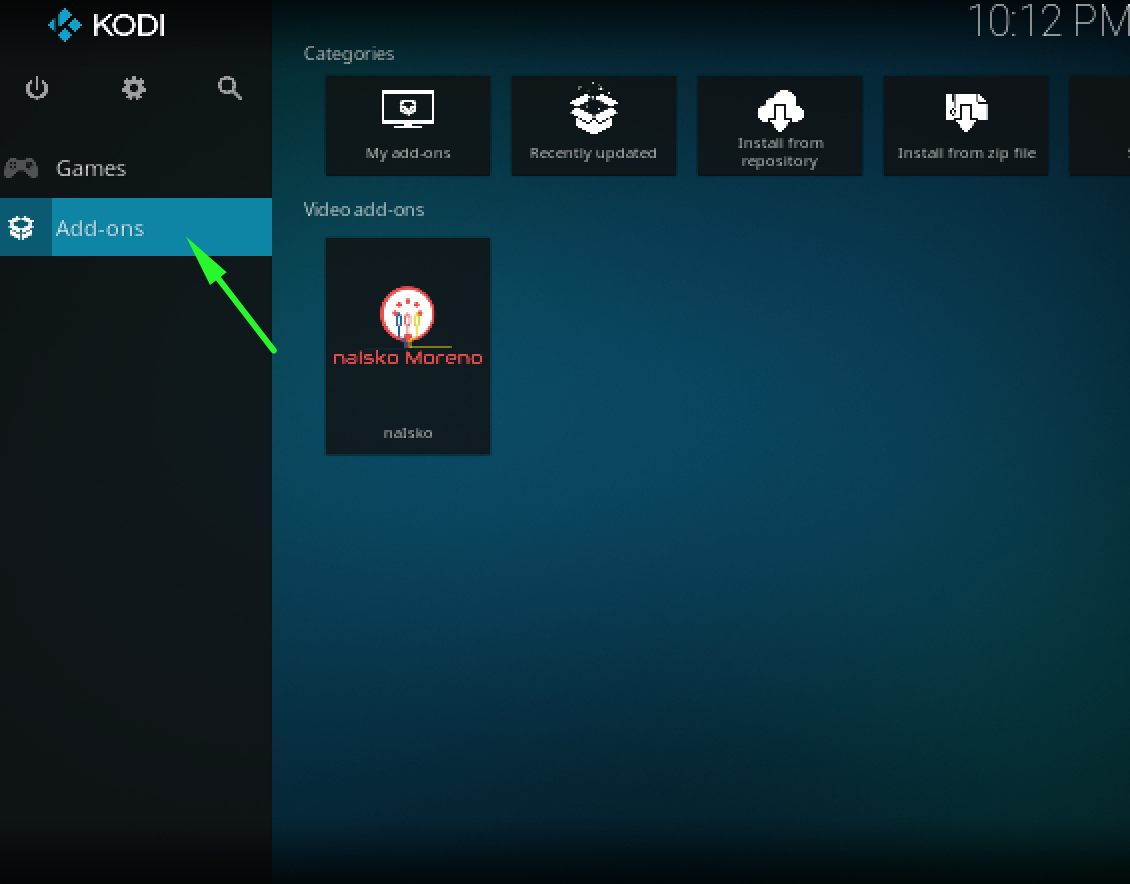 KODI
10:12 PM
Categories
My add-ons
Recently updated
Install from
repository
Install from zip file
Games
Add-ons
Video add-ons
nalsko Moreno
nalsko